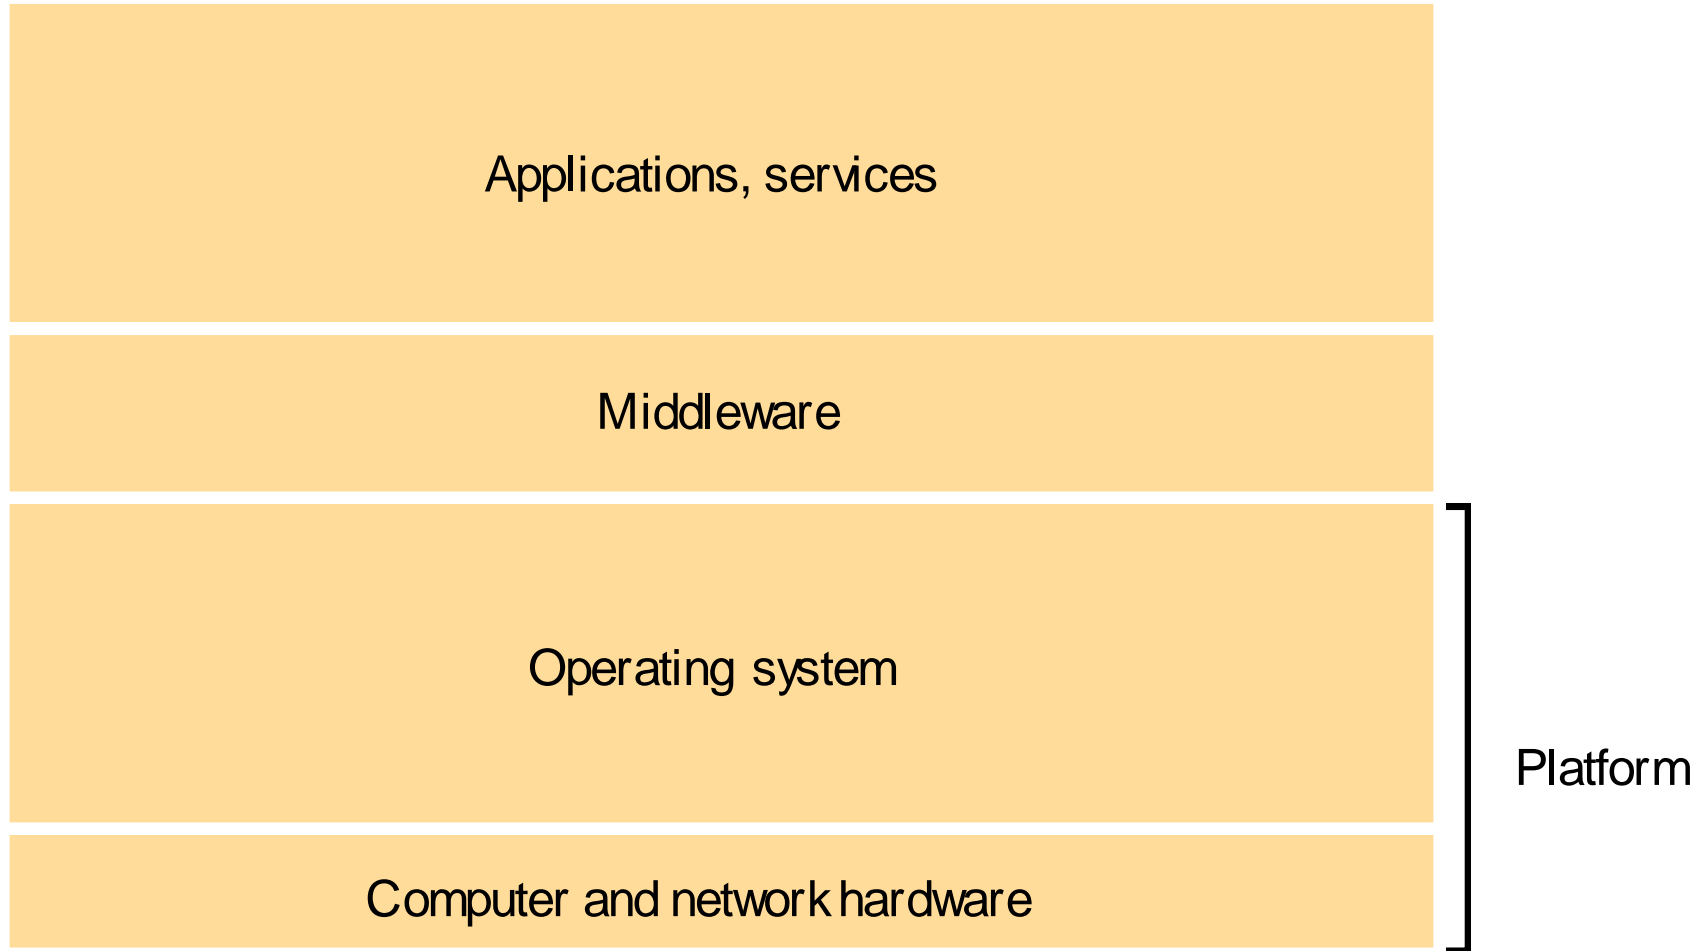 Applications, services
Middleware
Operating system
Platform
Computer and network hardware